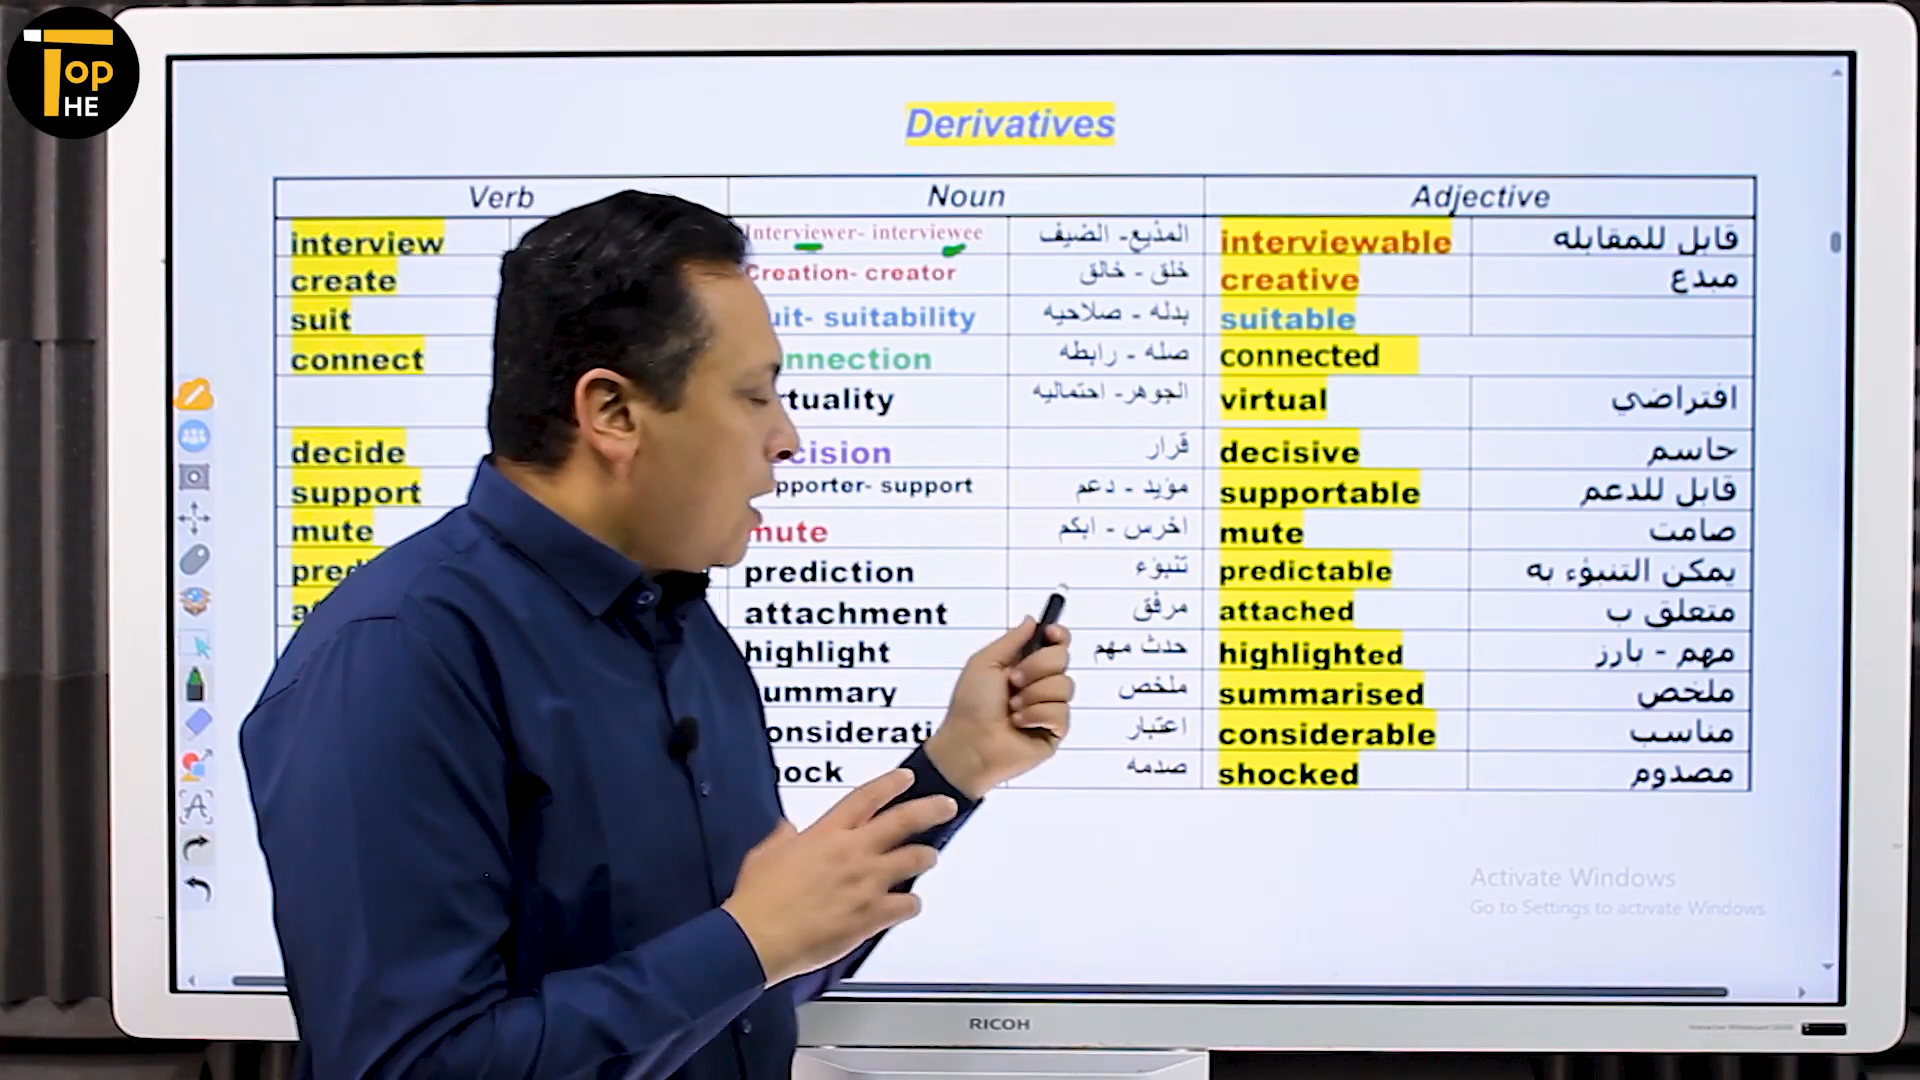 TOP
THE
Derivatives
Verb Noun Adjective
interview Interviewer- interviewee المذيع- الضيف interviewable قابل للمقابله
create Creation- creator خلق - خالق creative مبدع
suit suitability بدله - صلاحيه suitable
connect صله - رابطه connected
الجوهر- احتماليه virtual افتراضي
decide قرار decisive حاسم
support support مؤيد - دعم supportable قابل للدعم
mute mute اخرس - ابكم mute صامت
prediction تنبؤء predictable يمكن التنبؤء به
attachment مرفق attached متعلق ب
highlight حدث مهم highlighted مهم - بارز
ملخص summarised ملخص
اعتبار considerable مناسب
صدمه shocked مصدوم
Activate Windows
Go to Settings to activate Windows.
RICOH